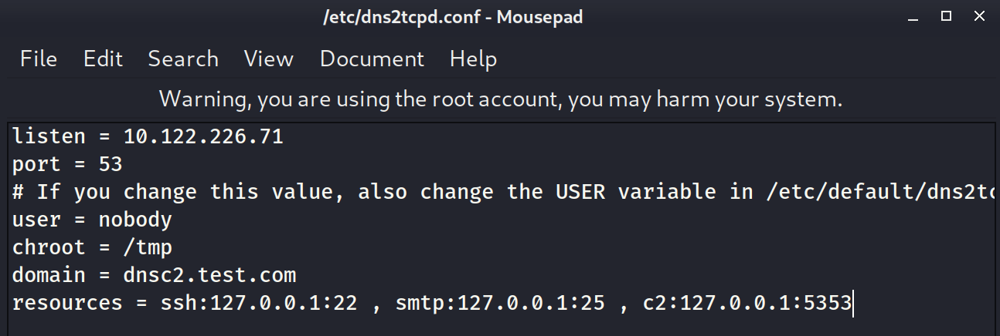 /etc/dns2tcpd.conf - Mousepad
File Edit Search View Document Help
Warning, you are using the root account, you may harm your system.
listen = 10.122.226.71
port = 53
# If you change this value, also change the USER variable in /etc/default/dns2tc
user = nobody
chroot = /tmp
domain = dnsc2.test.com
resources = ssh:127.0.0.1:22 , smtp:127.0.0.1:25 , c2:127.0.0.1:5353